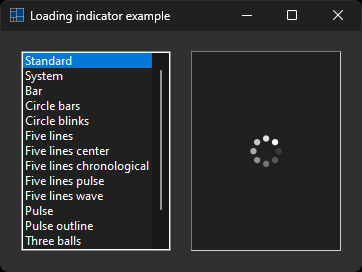 Loading indicator example
Standard
System
Bar
Circle bars
Circle blinks
Five lines
Five lines center
Five lines chronological
Five lines pulse
Five lines wave
Pulse
Pulse outline
Three balls